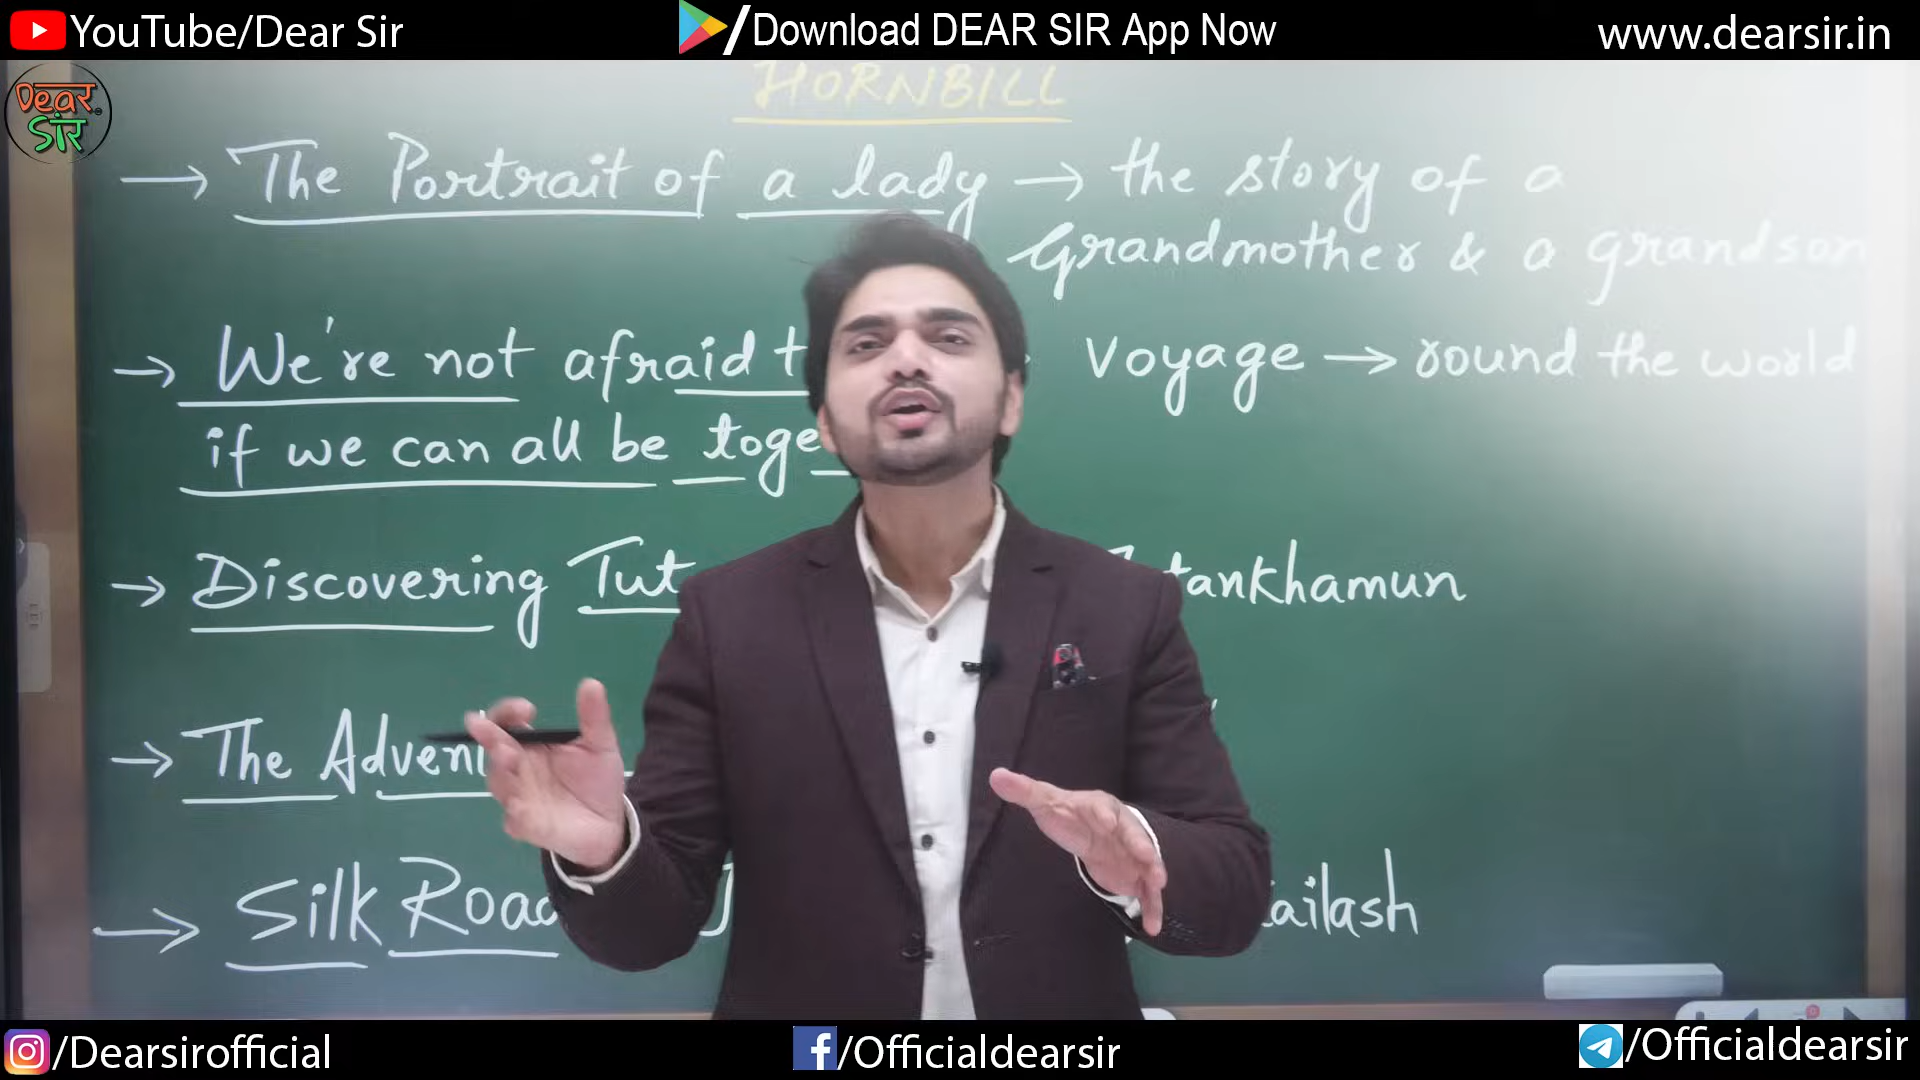 YouTube/Dear Sir
/Download DEAR SIR App Now
www.dearsir.in
Dear
Sir
HORNBILL
→ The Portrait of a lady → the story of a
Grandmother & a grandson
→ We're not afraid t
Voyage → round the world
if we can all be toge
→ Discovering Tut
tankhamun
→ The Adven
→ Silk Road
ailash
/Dearsirofficial
/Officialdearsir
/Officialdearsir